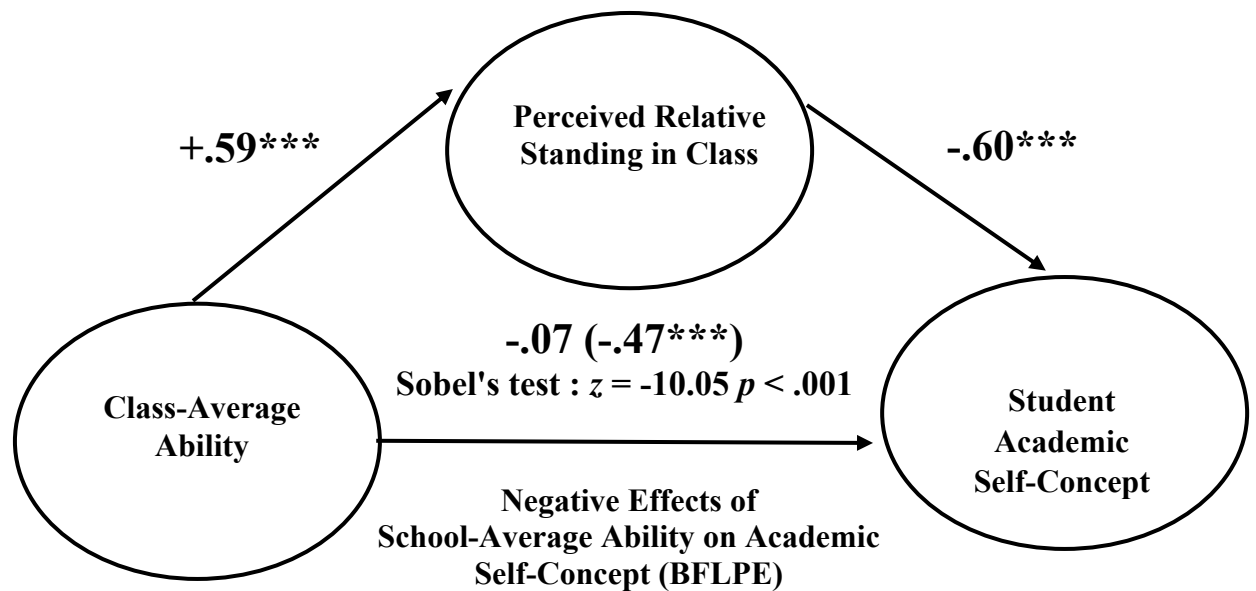 Perceived Relative
Standing in Class
+.59***
-.60***
-.07 (-.47***)
Sobel's test : z = -10.05 p < .001
Class-Average
Ability
Student
Academic
Self-Concept
Negative Effects of
School-Average Ability on Academic
Self-Concept (BFLPE)